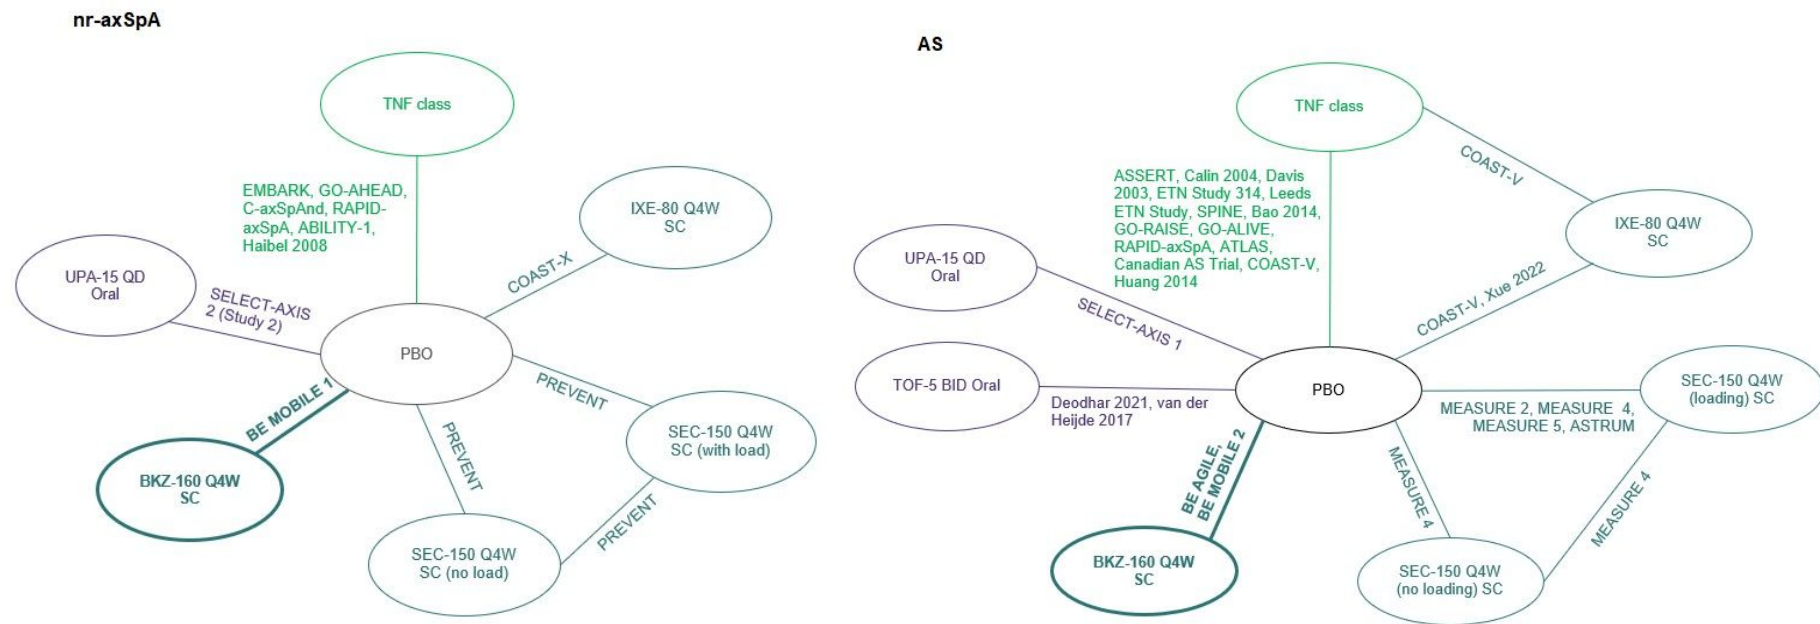 nr-axSpA
TNF class
EMBARK, GO-AHEAD,
C-axSpAnd, RAPID-
axSpA, ABILITY-1,
Haibel 2008
IXE-80 Q4W
SC
COAST-X
UPA-15 QD
Oral
SELECT-AXIS
2 (Study 2)
PBO
BE MOBILE 1
BKZ-160 Q4W
SC
PREVENT
SEC-150 Q4W
SC (with load)
PREVENT
SEC-150 Q4W
SC (no load)
PREVENT
AS
TNF class
COAST-V
ASSERT, Calin 2004, Davis
2003, ETN Study 314, Leeds
ETN Study, SPINE, Bao 2014,
GO-RAISE, GO-ALIVE,
RAPID-axSpA, ATLAS,
Canadian AS Trial, COAST-V,
Huang 2014
IXE-80 Q4W
SC
COAST-V, Xue 2022
UPA-15 QD
Oral
SELECT-AXIS 1
TOF-5 BID Oral
Deodhar 2021, van der
Heijde 2017
PBO
SEC-150 Q4W
(loading) SC
MEASURE 2, MEASURE  4,
MEASURE 5, ASTRUM
BE AGILE,
BE MOBILE 2
BKZ-160 Q4W
SC
MEASURE 4
SEC-150 Q4W
(no loading) SC
MEASURE 4